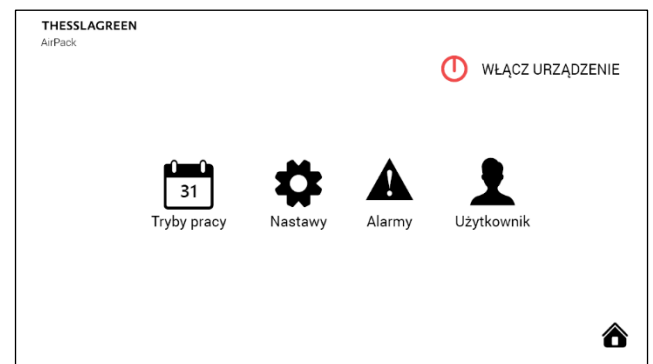 THESSLAGREEN
AirPack
WŁĄCZ URZĄDZENIE
31
Tryby pracy
Nastawy
Alarmy
Użytkownik